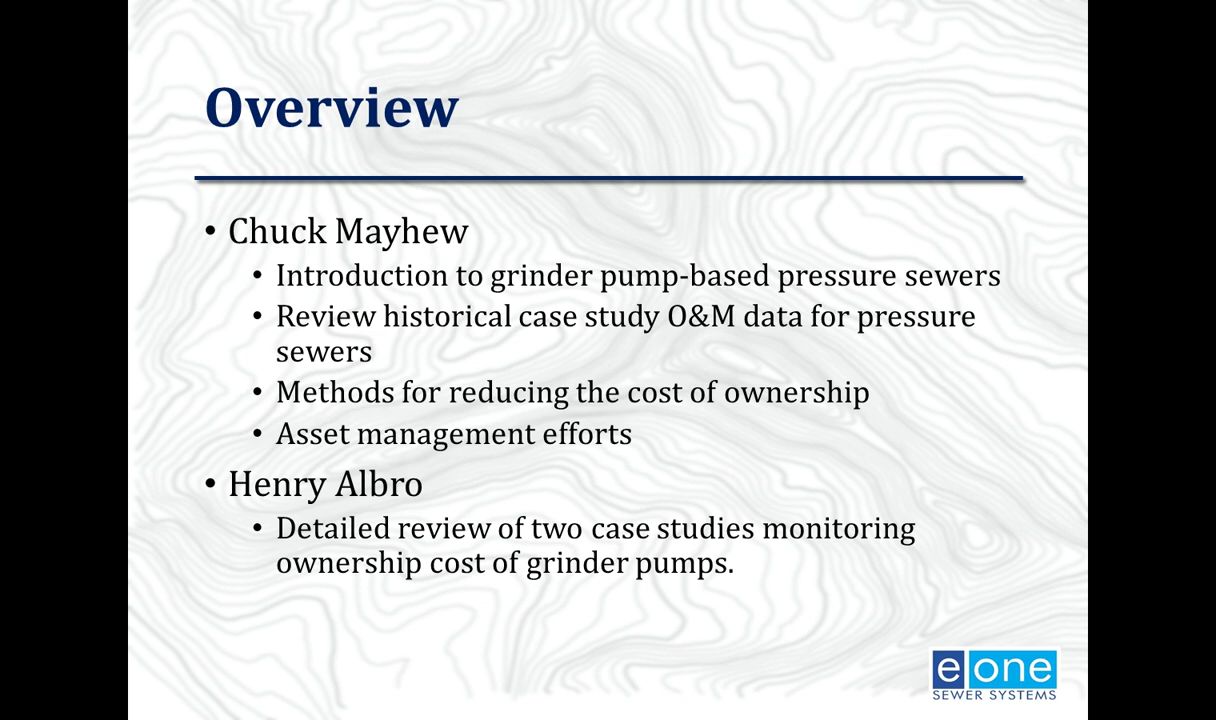 Overview
• Chuck Mayhew
• Introduction to grinder pump-based pressure sewers
• Review historical case study O&M data for pressure
sewers
• Methods for reducing the cost of ownership
• Asset management efforts
• Henry Albro
• Detailed review of two case studies monitoring
ownership cost of grinder pumps.
e one
SEWER SYSTEMS